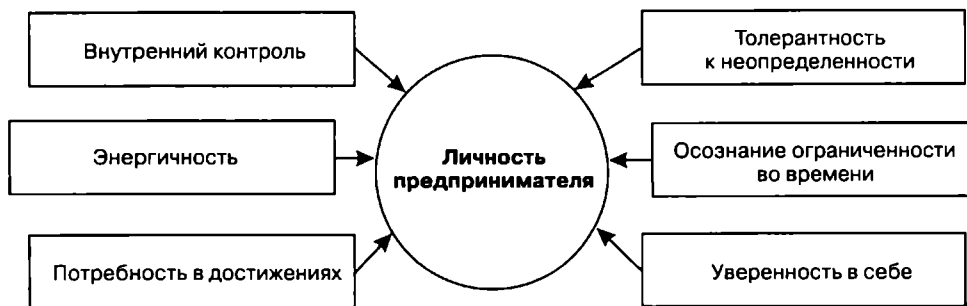 Внутренний контроль
Толерантность
к неопределенности
Энергичность
Личность
предпринимателя
Осознание ограниченности
во времени
Потребность в достижениях
Уверенность в себе